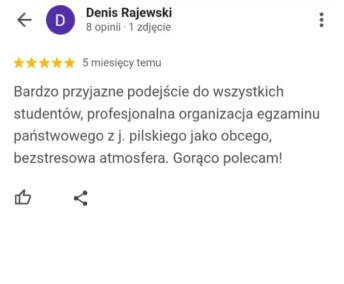 Denis Rajewski
D
8 opinii · 1 zdjęcie
5 miesięcy temu
Bardzo przyjazne podejście do wszystkich
studentów, profesjonalna organizacja egzaminu
państwowego z j. pilskiego jako obcego,
bezstresowa atmosfera. Gorąco polecam!